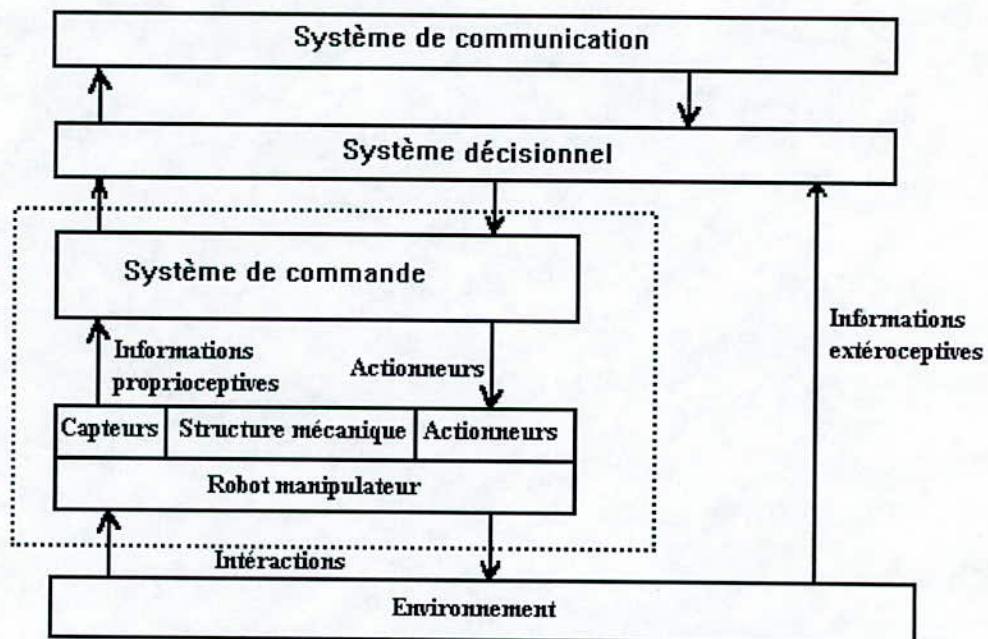 Système de communication
Système décisionnel
Système de commande
Informations
proprioceptives
Actionneurs
Informations
extéroceptives
Capteurs
Structure mécanique
Actionneurs
Robot manipulateur
Intéractions
Environnement